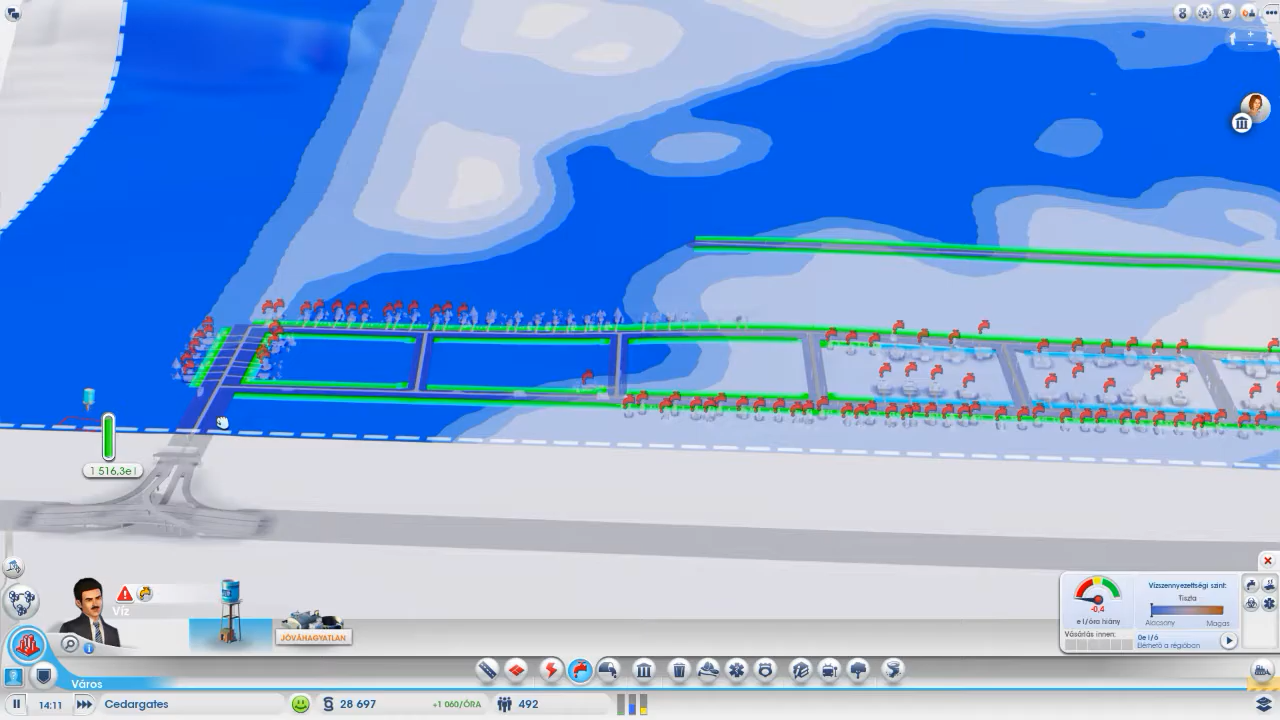 1 516,3e l
Víz
JÓVÁHAGYATLAN
-0,4
e l/óra hiány
Vásárlás innen:
Vízszennyezettségi szint:
Tiszta
Alacsony
Magas
0e l/ó
Elérhető a régióban
Város
14:11
Cedargates
28 697
+1 060/ÓRA
492